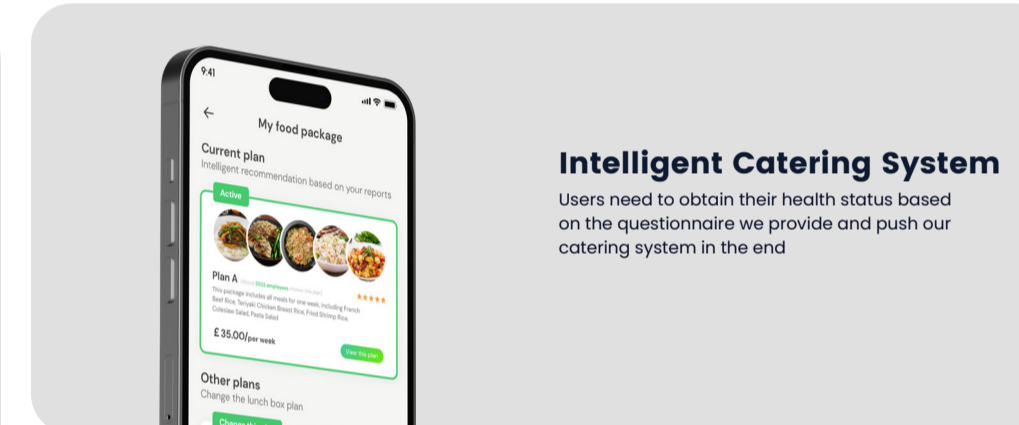 9:41
My food package
Current plan
Intelligent recommendation based on your reports
Active
Plan A
This package includes all meals for one week, including French
Beef Rice, Teriyaki Chicken Breast Rice, Fried Shrimp Rice,
Coleslaw Salad, Pasta Salad
£ 35.00/per week
View this plan
Other plans
Change the lunch box plan
Intelligent Catering System
Users need to obtain their health status based
on the questionnaire we provide and push our
catering system in the end